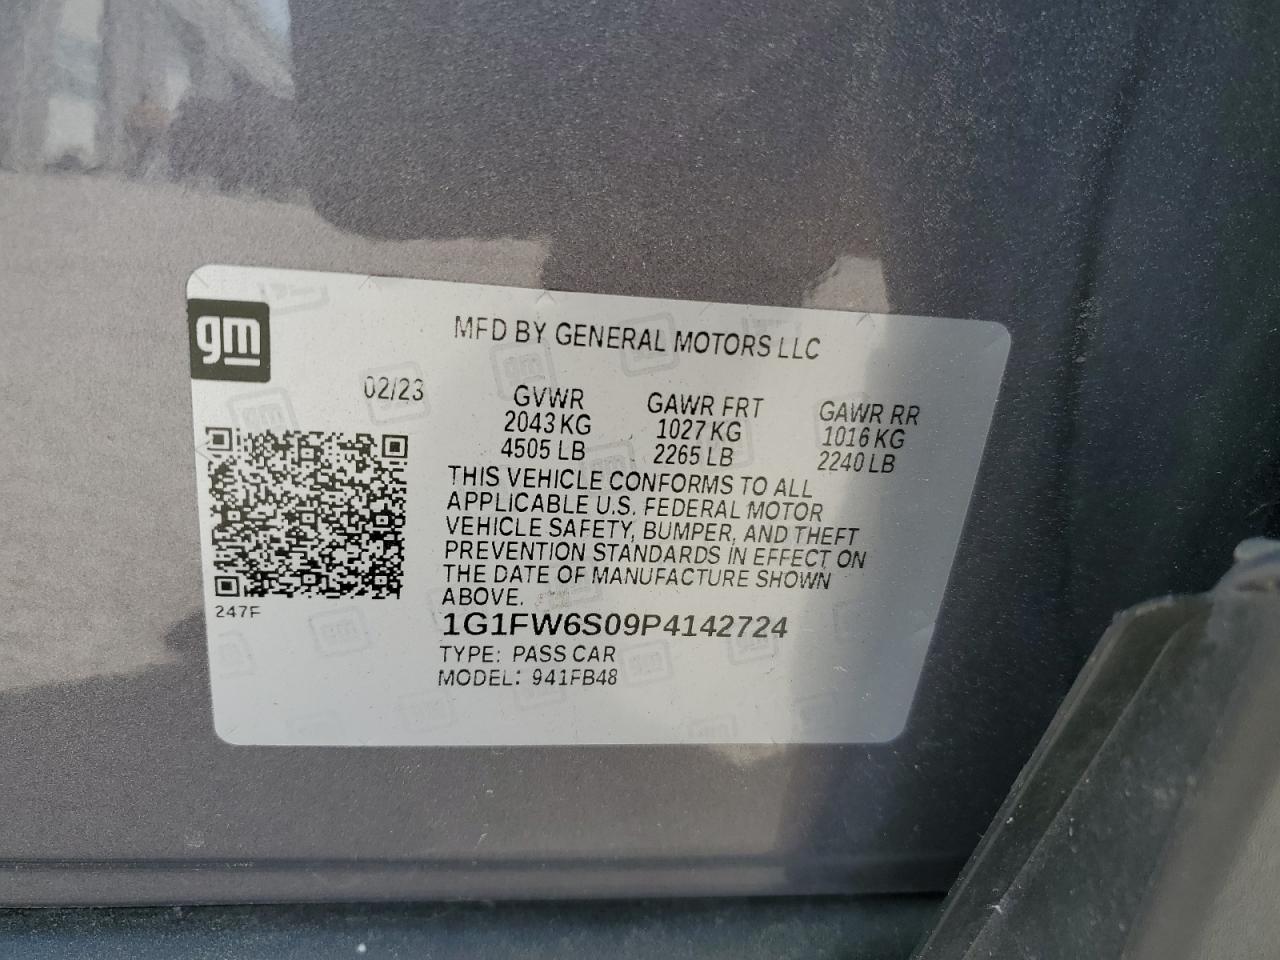 gm
MFD BY GENERAL MOTORS LLC
02/23
GVWR GAWR FRT GAWR RR
2043 KG 1027 KG 1016 KG
4505 LB 2265 LB 2240 LB
THIS VEHICLE CONFORMS TO ALL
APPLICABLE U.S. FEDERAL MOTOR
VEHICLE SAFETY, BUMPER, AND THEFT
PREVENTION STANDARDS IN EFFECT ON
THE DATE OF MANUFACTURE SHOWN
ABOVE.
247F
1G1FW6S09P4142724
TYPE: PASS CAR
MODEL: 941FB48